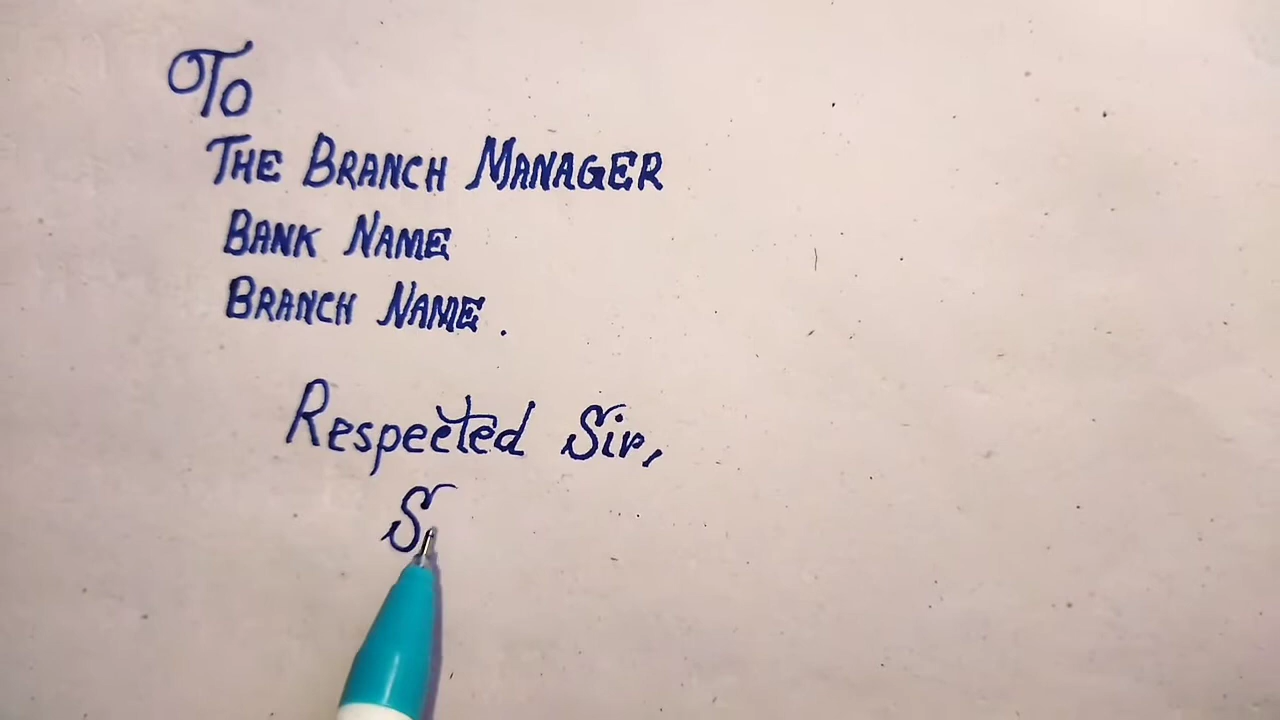 To
THE BRANCH MANAGER
BANK NAME
BRANCH NAME.
Respected Sir,
S